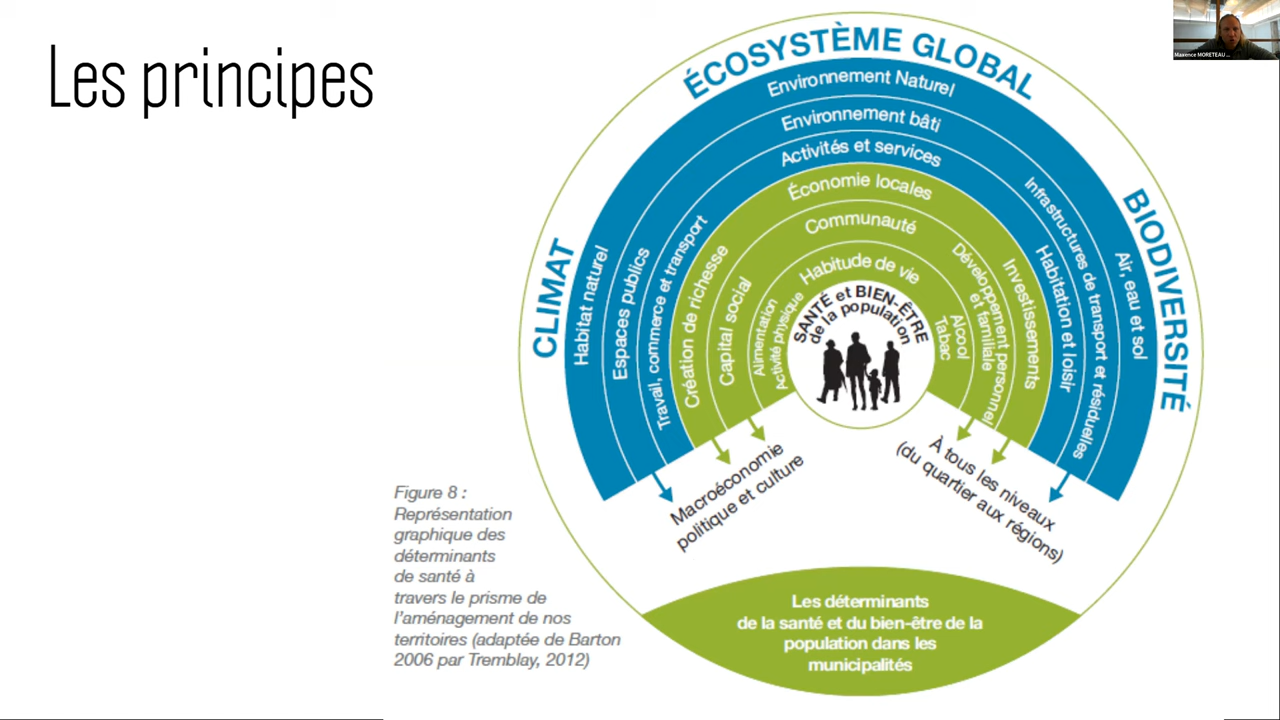 Les principes
Maxence MORETEAU ...
ÉCOSYSTÈME GLOBAL
CLIMAT
BIODIVERSITÉ
Environnement Naturel
Habitat naturel
Air, eau et sol
Environnement bâti
Espaces publics
Infrastructures de transport et résiduelles
Activités et services
Travail, commerce et transport
Habitation et loisir
Économie locales
Création de richesse
Investissements
Communauté
Capital social
Développement personnel
et familiale
Habitude de vie
Alimentation
Activité physique
Alcool
Tabac
SANTÉ et BIEN-ÊTRE
de la population
Macroéconomie
politique et culture
À tous les niveaux
(du quartier aux régions)
Figure 8 :
Représentation
graphique des
déterminants
de santé à
travers le prisme de
l'aménagement de nos
territoires (adaptée de Barton
2006 par Tremblay, 2012)
Les déterminants
de la santé et du bien-être de la
population dans les
municipalités